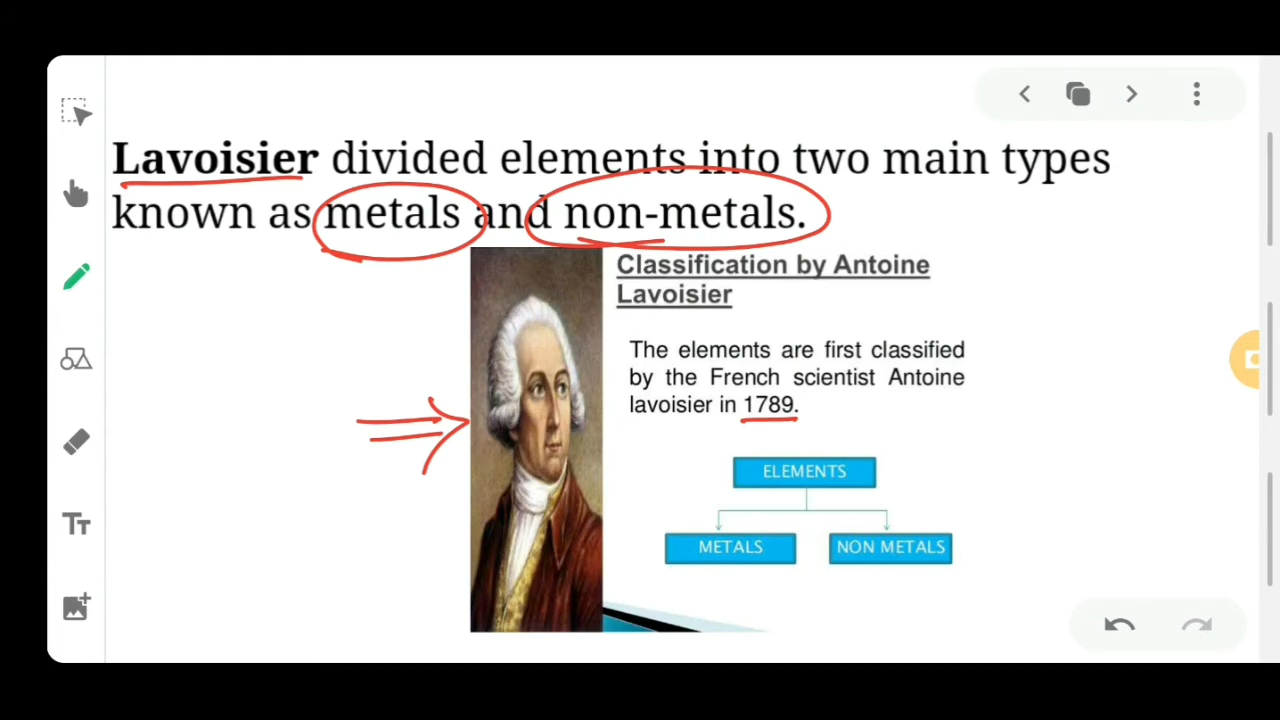 Lavoisier divided elements into two main types
known as metals and non-metals.
Classification by Antoine
Lavoisier
The elements are first classified
by the French scientist Antoine
lavoisier in 1789.
ELEMENTS
METALS
NON METALS
TT